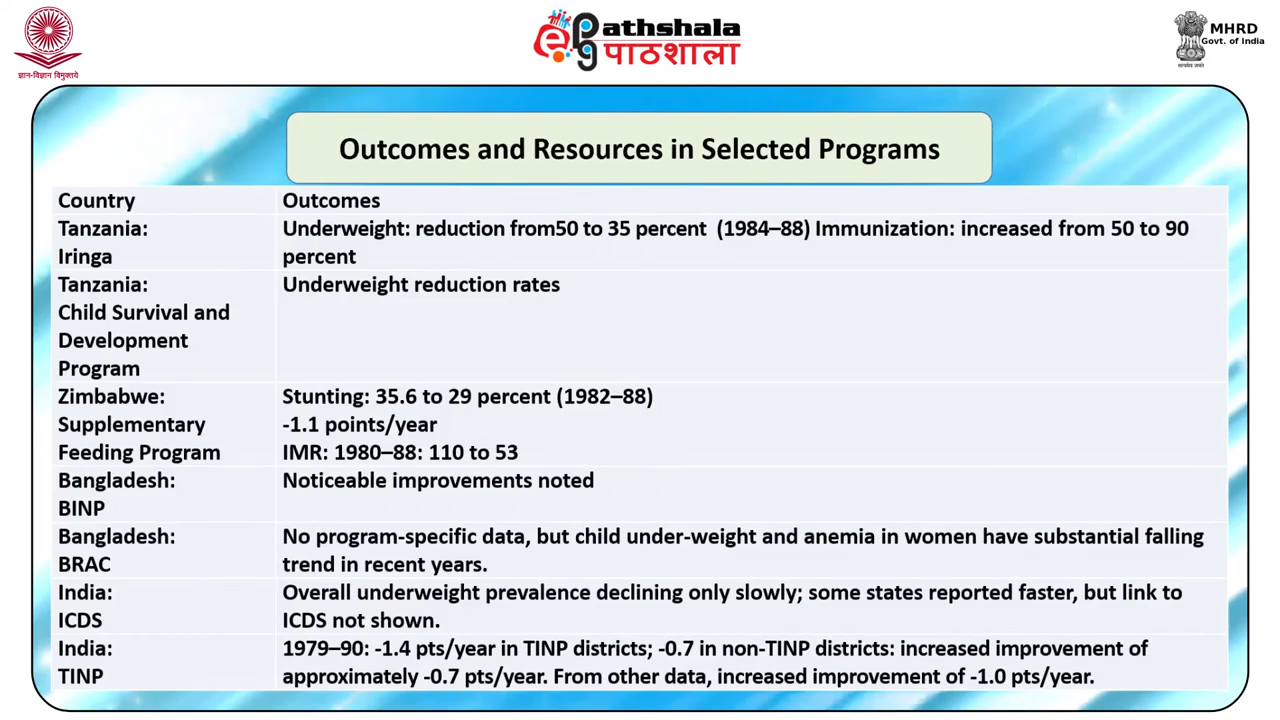 ज्ञान-विज्ञान विमुक्तये
ePG Pathshala
पाठशाला
MHRD
Govt. of India
सत्यमेव जयते
Outcomes and Resources in Selected Programs
Country Outcomes
Tanzania: Underweight: reduction from50 to 35 percent (1984–88) Immunization: increased from 50 to 90
Iringa percent
Tanzania: Underweight reduction rates
Child Survival and
Development
Program
Zimbabwe: Stunting: 35.6 to 29 percent (1982–88)
Supplementary -1.1 points/year
Feeding Program IMR: 1980–88: 110 to 53
Bangladesh: Noticeable improvements noted
BINP
Bangladesh: No program-specific data, but child under-weight and anemia in women have substantial falling
BRAC trend in recent years.
India: Overall underweight prevalence declining only slowly; some states reported faster, but link to
ICDS ICDS not shown.
India: 1979–90: -1.4 pts/year in TINP districts; -0.7 in non-TINP districts: increased improvement of
TINP approximately -0.7 pts/year. From other data, increased improvement of -1.0 pts/year.